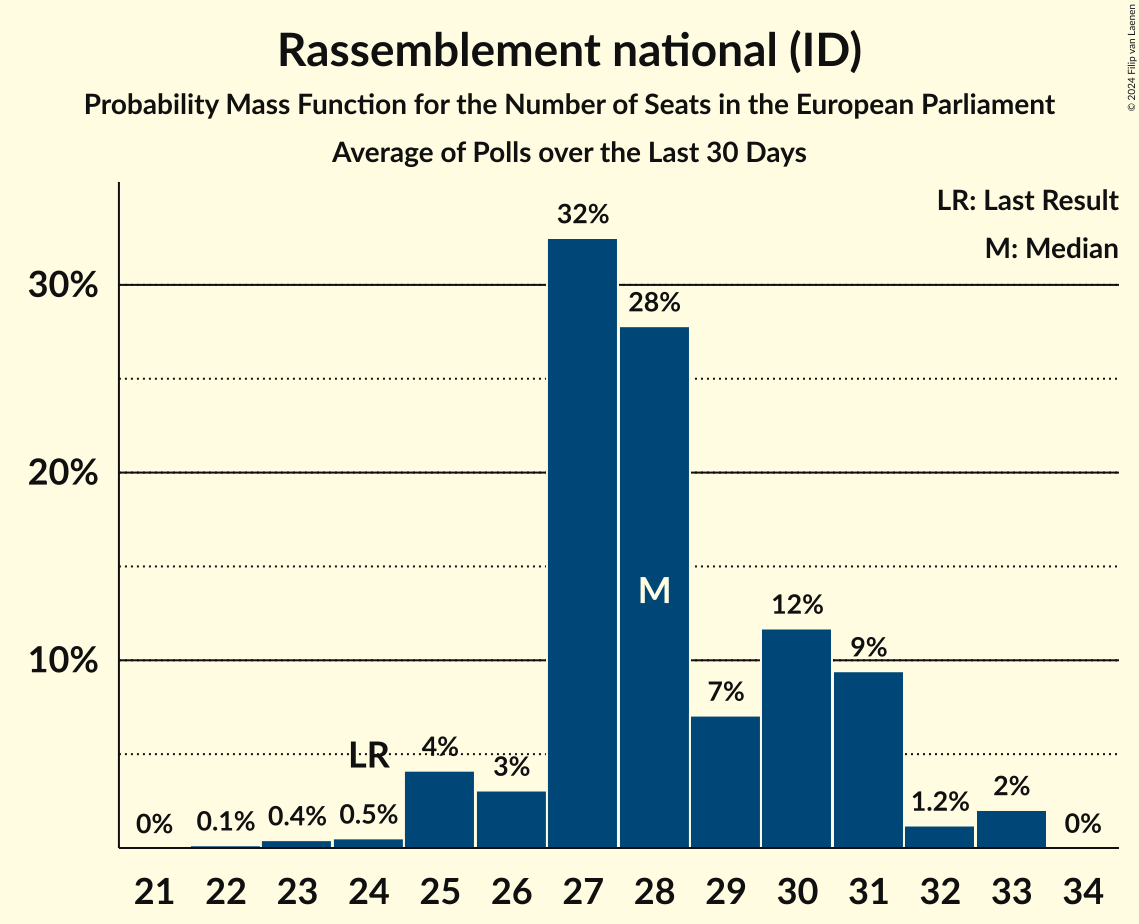 Rassemblement national (ID)
Probability Mass Function for the Number of Seats in the European Parliament
Average of Polls over the Last 30 Days
© 2024 Filip van Laenen
LR: Last Result
M: Median
30%
20%
10%
0%
0.1%
0.4%
0.5%
LR
4%
3%
32%
28%
M
7%
12%
9%
1.2%
2%
0%
21 22 23 24 25 26 27 28 29 30 31 32 33 34